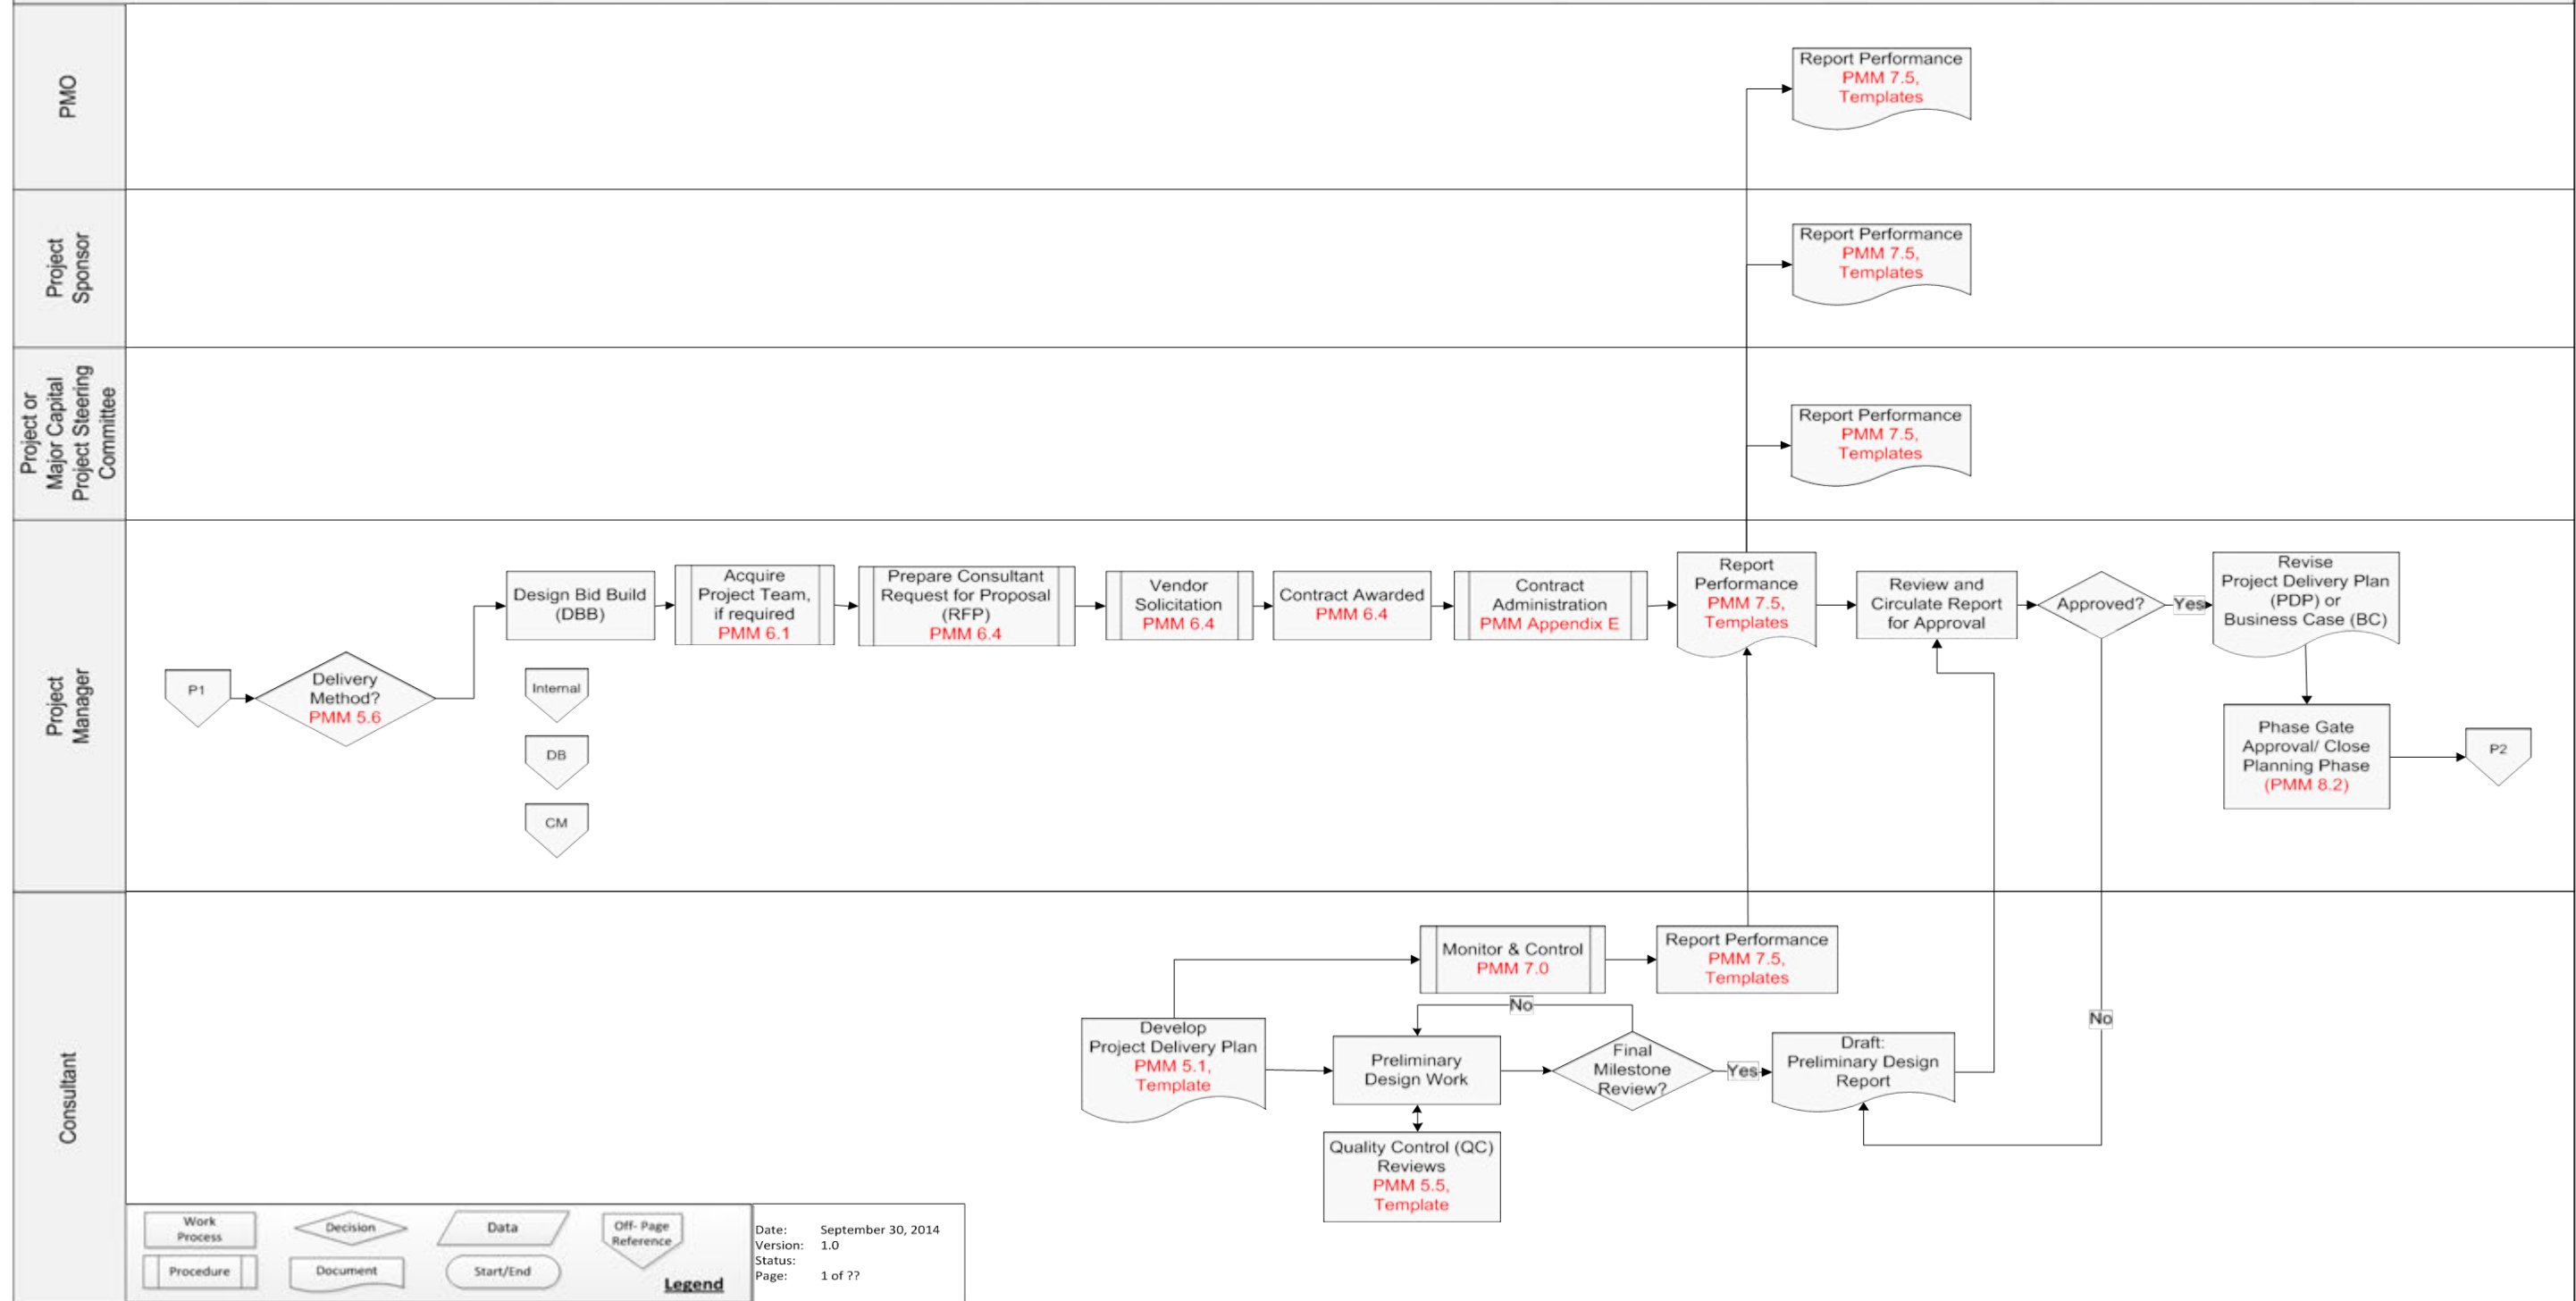 PMO
Report Performance
PMM 7.5,
Templates
Project
Sponsor
Report Performance
PMM 7.5,
Templates
Project or
Major Capital
Project Steering
Committee
Report Performance
PMM 7.5,
Templates
Project
Manager
P1
Delivery
Method?
PMM 5.6
Design Bid Build
(DBB)
Internal
DB
CM
Acquire
Project Team,
if required
PMM 6.1
Prepare Consultant
Request for Proposal
(RFP)
PMM 6.4
Vendor
Solicitation
PMM 6.4
Contract Awarded
PMM 6.4
Contract
Administration
PMM Appendix E
Report
Performance
PMM 7.5,
Templates
Review and
Circulate Report
for Approval
Approved?
Yes
Revise
Project Delivery Plan
(PDP) or
Business Case (BC)
Phase Gate
Approval/ Close
Planning Phase
(PMM 8.2)
P2
Consultant
Monitor & Control
PMM 7.0
Report Performance
PMM 7.5,
Templates
No
Develop
Project Delivery Plan
PMM 5.1,
Template
Preliminary
Design Work
Final
Milestone
Review?
Yes
Draft:
Preliminary Design
Report
No
Quality Control (QC)
Reviews
PMM 5.5,
Template
Work
Process
Decision
Data
Off- Page
Reference
Procedure
Document
Start/End
Legend
Date: September 30, 2014
Version: 1.0
Status:
Page: 1 of ??